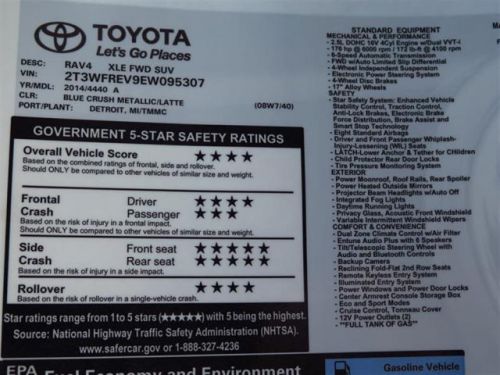 TOYOTA
Let's Go Places
DESC: RAV4 XLE FWD SUV
VIN: 2T3WFREV9EW095307
YR/MDL: 2014/4440 A
CLR: BLUE CRUSH METALLIC/LATTE (08W7/40)
PORT/PLANT: DETROIT, MI/TMMC
GOVERNMENT 5-STAR SAFETY RATINGS
Overall Vehicle Score ★★★★
Based on the combined ratings of frontal, side and rollover.
Should ONLY be compared to other vehicles of similar size and weight.
Frontal Driver ★★★★
Crash Passenger ★★★
Based on the risk of injury in a frontal impact.
Should ONLY be compared to other vehicles of similar size and weight.
Side Front seat ★★★★★
Crash Rear seat ★★★★★
Based on the risk of injury in a side impact.
Rollover ★★★★
Based on the risk of rollover in a single-vehicle crash.
Star ratings range from 1 to 5 stars (★★★★★) with 5 being the highest.
Source: National Highway Traffic Safety Administration (NHTSA).
www.safercar.gov or 1-888-327-4236
STANDARD EQUIPMENT
MECHANICAL & PERFORMANCE
- 2.5L DOHC 16V 4Cyl Engine w/Dual VVT-i
- 176 hp @ 6000 rpm / 172 lb-ft @ 4100 rpm
- 6-Speed Automatic Transmission
- FWD w/Auto Limited Slip Differential
- 4-Wheel Independent Suspension
- Electronic Power Steering System
- 4-Wheel Disc Brakes
- 17" Alloy Wheels
SAFETY
- Star Safety System: Enhanced Vehicle
Stability Control, Traction Control,
Anti-Lock Brakes, Electronic Brake
Force Distribution, Brake Assist and
Smart Stop Technology
- Eight Standard Airbags
- Driver and Front Passenger Whiplash-
Injury-Lessening (WIL) Seats
- LATCH-Lower Anchor & Tether for CHildren
- Child Protector Rear Door Locks
- Tire Pressure Monitoring System
EXTERIOR
- Power Moonroof, Roof Rails, Rear Spoiler
- Power Heated Outside Mirrors
- Projector Beam Headlights w/Auto Off
- Integrated Fog Lights
- Daytime Running Lights
- Privacy Glass, Acoustic Front Windshield
- Variable Intermittent Windshield Wipers
COMFORT & CONVENIENCE
- Dual Zone Climate Control w/Air Filter
- Entune Audio Plus with 6 Speakers
- Tilt/Telescopic Steering Wheel with
Audio and Bluetooth Controls
- Backup Camera
- Reclining Fold-Flat 2nd Row Seats
- Remote Keyless Entry System
- Illuminated Entry System
- Power Windows and Power Door Locks
- Center Armrest Console Storage Box
- Eco and Sport Modes
- Cruise Control, Tonneau Cover
- 12V Power Outlets (2)
- **FULL TANK OF GAS**
EPA
Gasoline Vehicle